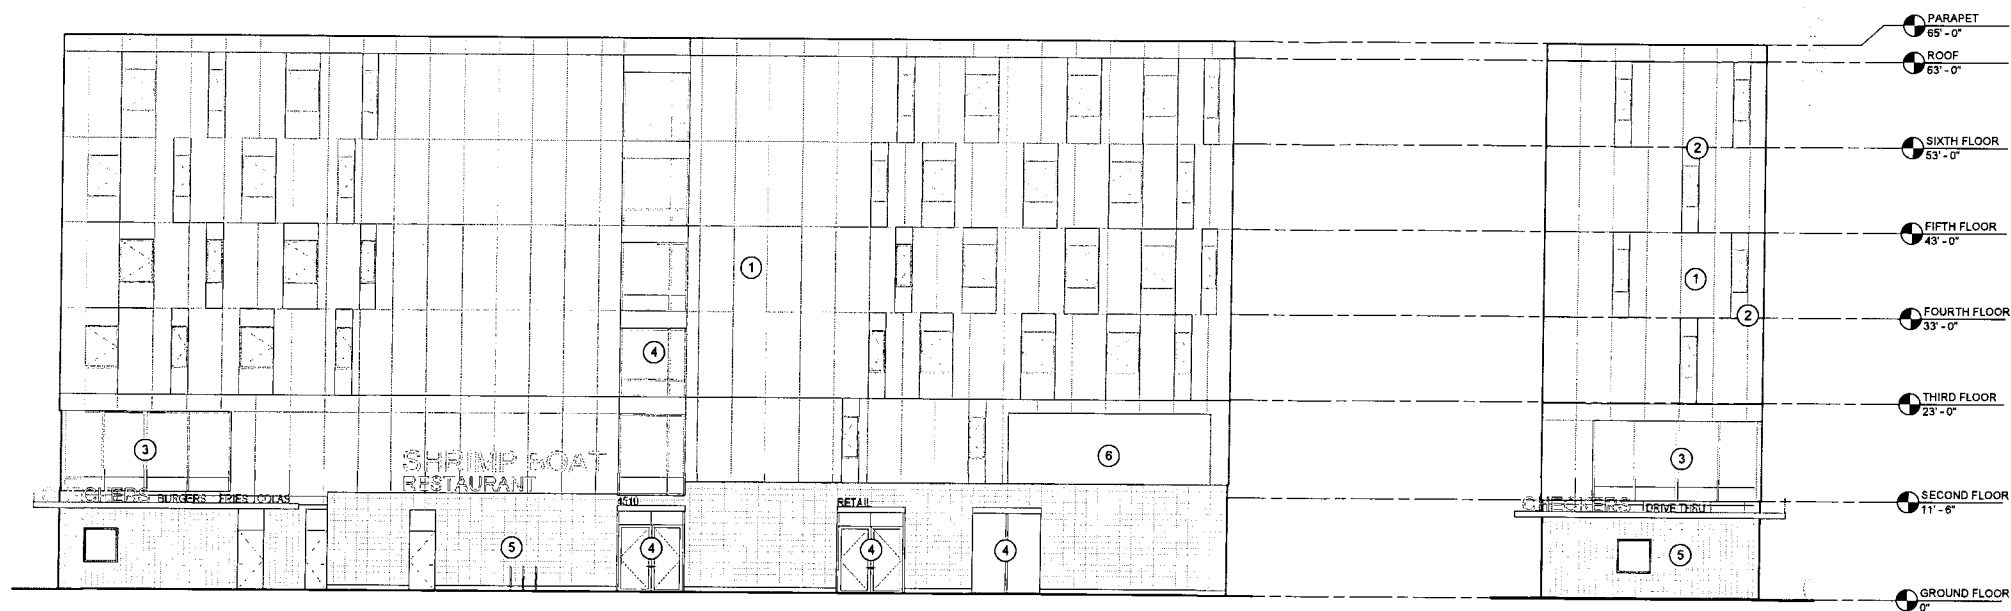 PARAPET
65' - 0"
ROOF
63' - 0"
SIXTH FLOOR
53' - 0"
2
FIFTH FLOOR
43' - 0"
1
1
FOURTH FLOOR
33' - 0"
2
4
THIRD FLOOR
23' - 0"
3
6
3
SHRIMP BOAT
RESTAURANT
CHECKERS BURGERS FRIES COLAS
4510
RETAIL
CHECKERS DRIVE THRU
SECOND FLOOR
11' - 6"
5
4
4
4
5
GROUND FLOOR
0"